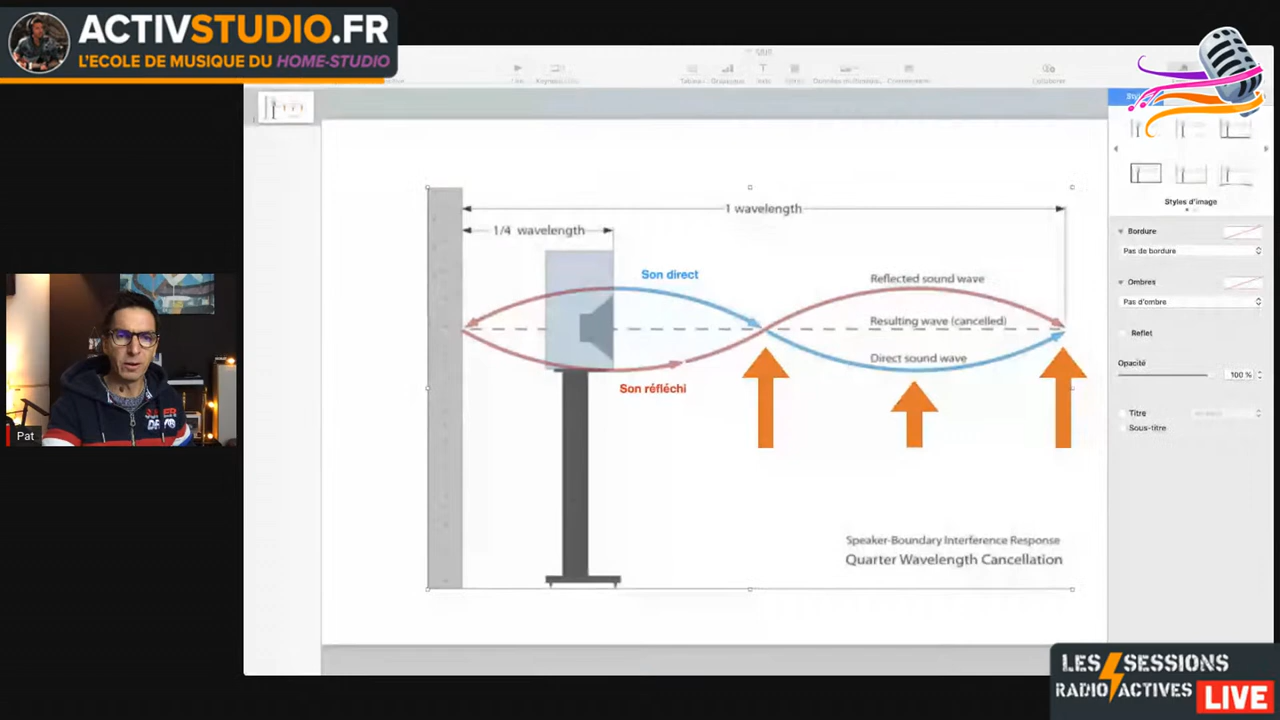 ACTIVSTUDIO.FR
L'ECOLE DE MUSIQUE DU HOME-STUDIO
1 wavelength
1/4 wavelength
Son direct
Reflected sound wave
Resulting wave (cancelled)
Direct sound wave
Son réfléchi
Speaker-Boundary Interference Response
Quarter Wavelength Cancellation
Styles d'image
Bordure
Pas de bordure
Ombres
Pas d'ombre
Reflet
Opacité
100 %
Titre
Sous-titre
Pat
LES SESSIONS
RADIO ACTIVES
LIVE